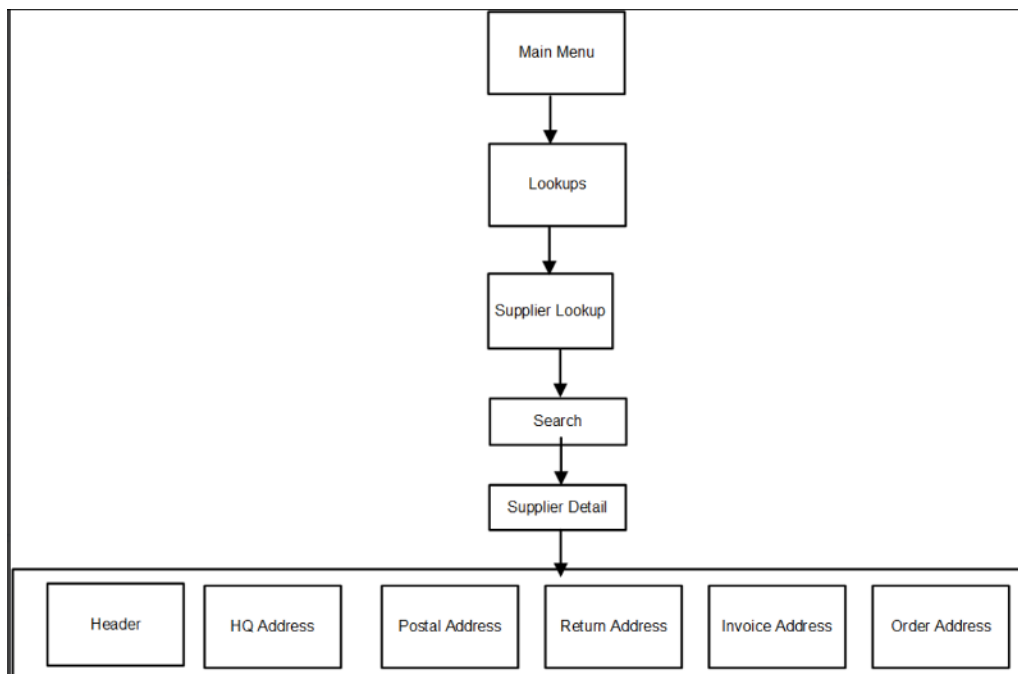 Main Menu
Lookups
Supplier Lookup
Search
Supplier Detail
Header
HQ Address
Postal Address
Return Address
Invoice Address
Order Address